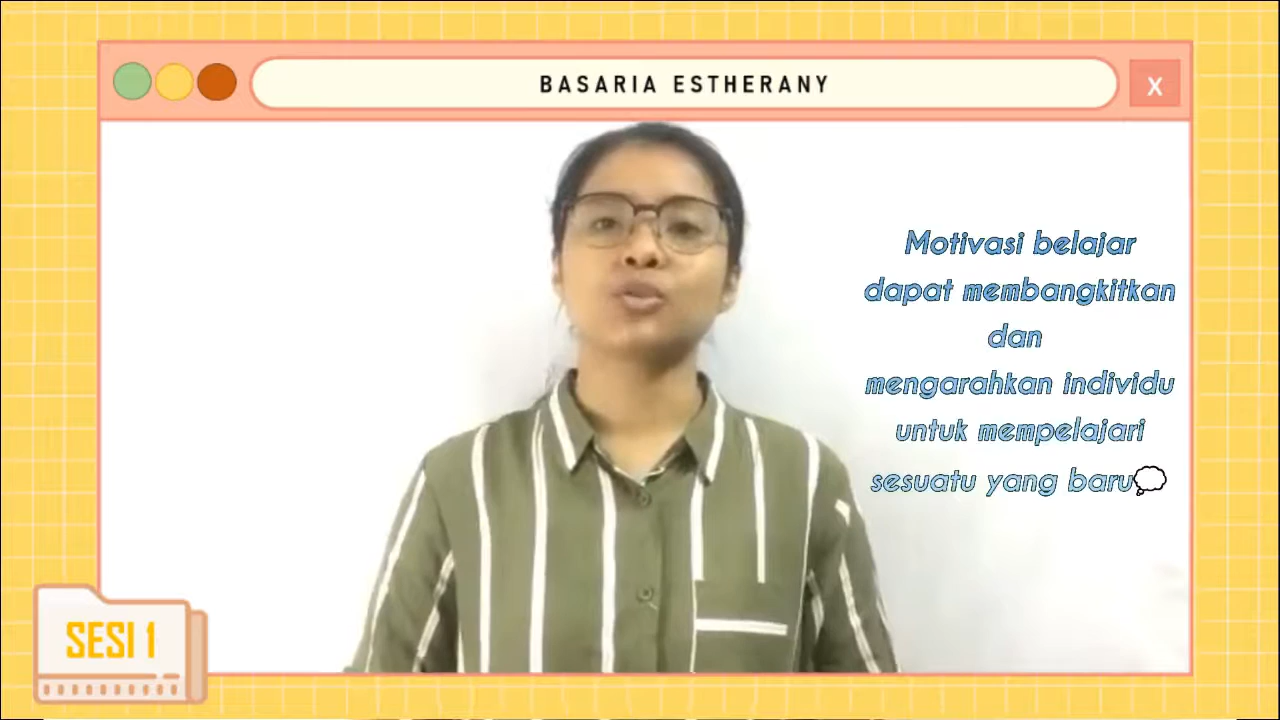 BASARIA ESTHERANY
X
Motivasi belajar
dapat membangkitkan
dan
mengarahkan individu
untuk mempelajari
sesuatu yang baru
SESI 1